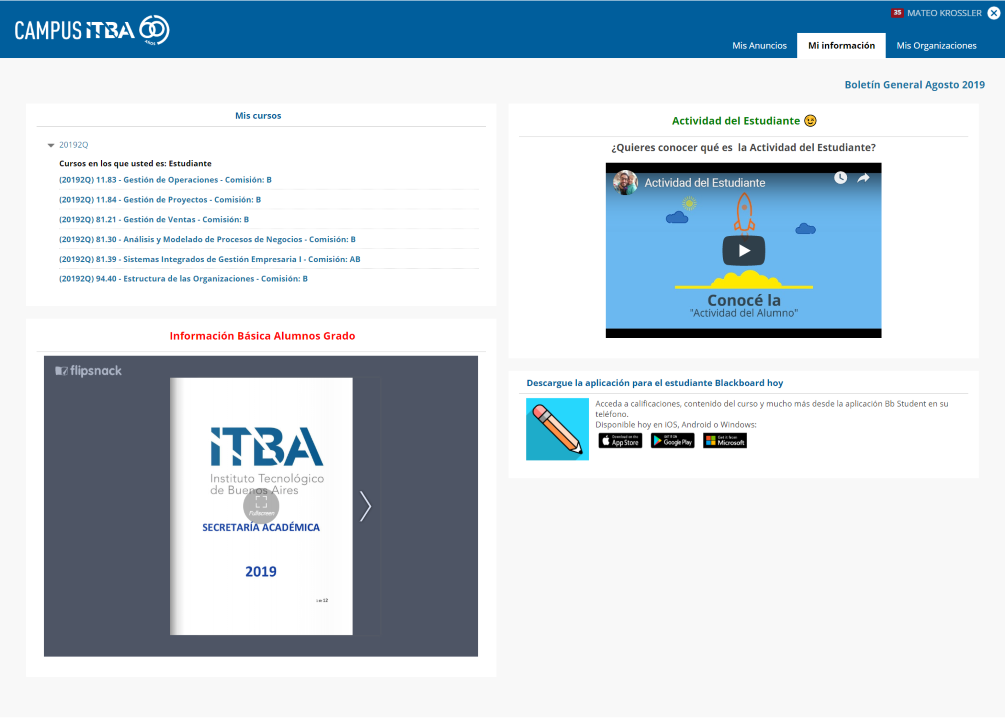 CAMPUS ITBA 60
AÑOS
35 MATEO KROSSLER
Mis Anuncios
Mi información
Mis Organizaciones
Boletín General Agosto 2019
Mis cursos
20192Q
Cursos en los que usted es: Estudiante
(20192Q) 11.83 - Gestión de Operaciones - Comisión: B
(20192Q) 11.84 - Gestión de Proyectos - Comisión: B
(20192Q) 81.21 - Gestión de Ventas - Comisión: B
(20192Q) 81.30 - Análisis y Modelado de Procesos de Negocios - Comisión: B
(20192Q) 81.39 - Sistemas Integrados de Gestión Empresaria I - Comisión: AB
(20192Q) 94.40 - Estructura de las Organizaciones - Comisión: B
Información Básica Alumnos Grado
flipsnack
ITBA
Instituto Tecnológico
de Buenos Aires
Fullscreen
SECRETARÍA ACADÉMICA
2019
Actividad del Estudiante
¿Quieres conocer qué es la Actividad del Estudiante?
Actividad del Estudiante
Conocé la
"Actividad del Alumno"
Descargue la aplicación para el estudiante Blackboard hoy
Acceda a calificaciones, contenido del curso y mucho más desde la aplicación Bb Student en su
teléfono.
Disponible hoy en iOS, Android o Windows:
Download on the
App Store
GET IT ON
Google Play
Get it from
Microsoft